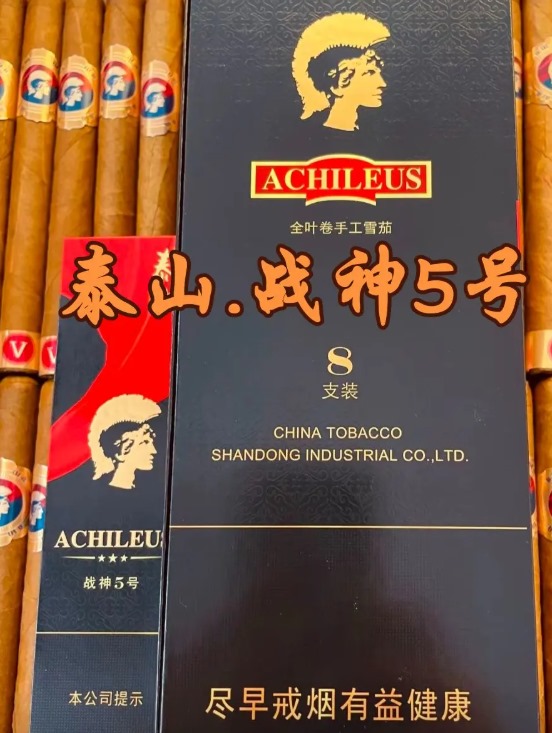 ACHILEUS
全叶卷手工雪茄
泰山.战神5号
8
支装
CHINA TOBACCO
SHANDONG INDUSTRIAL CO.,LTD.
尽早戒烟有益健康
ACHILEUS
战神5号
本公司提示
V
V